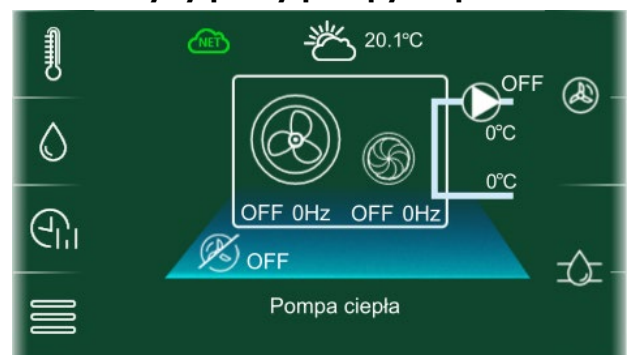 NET 20.1°C
OFF
0°C
0°C
OFF 0Hz OFF 0Hz
OFF
Pompa ciepła